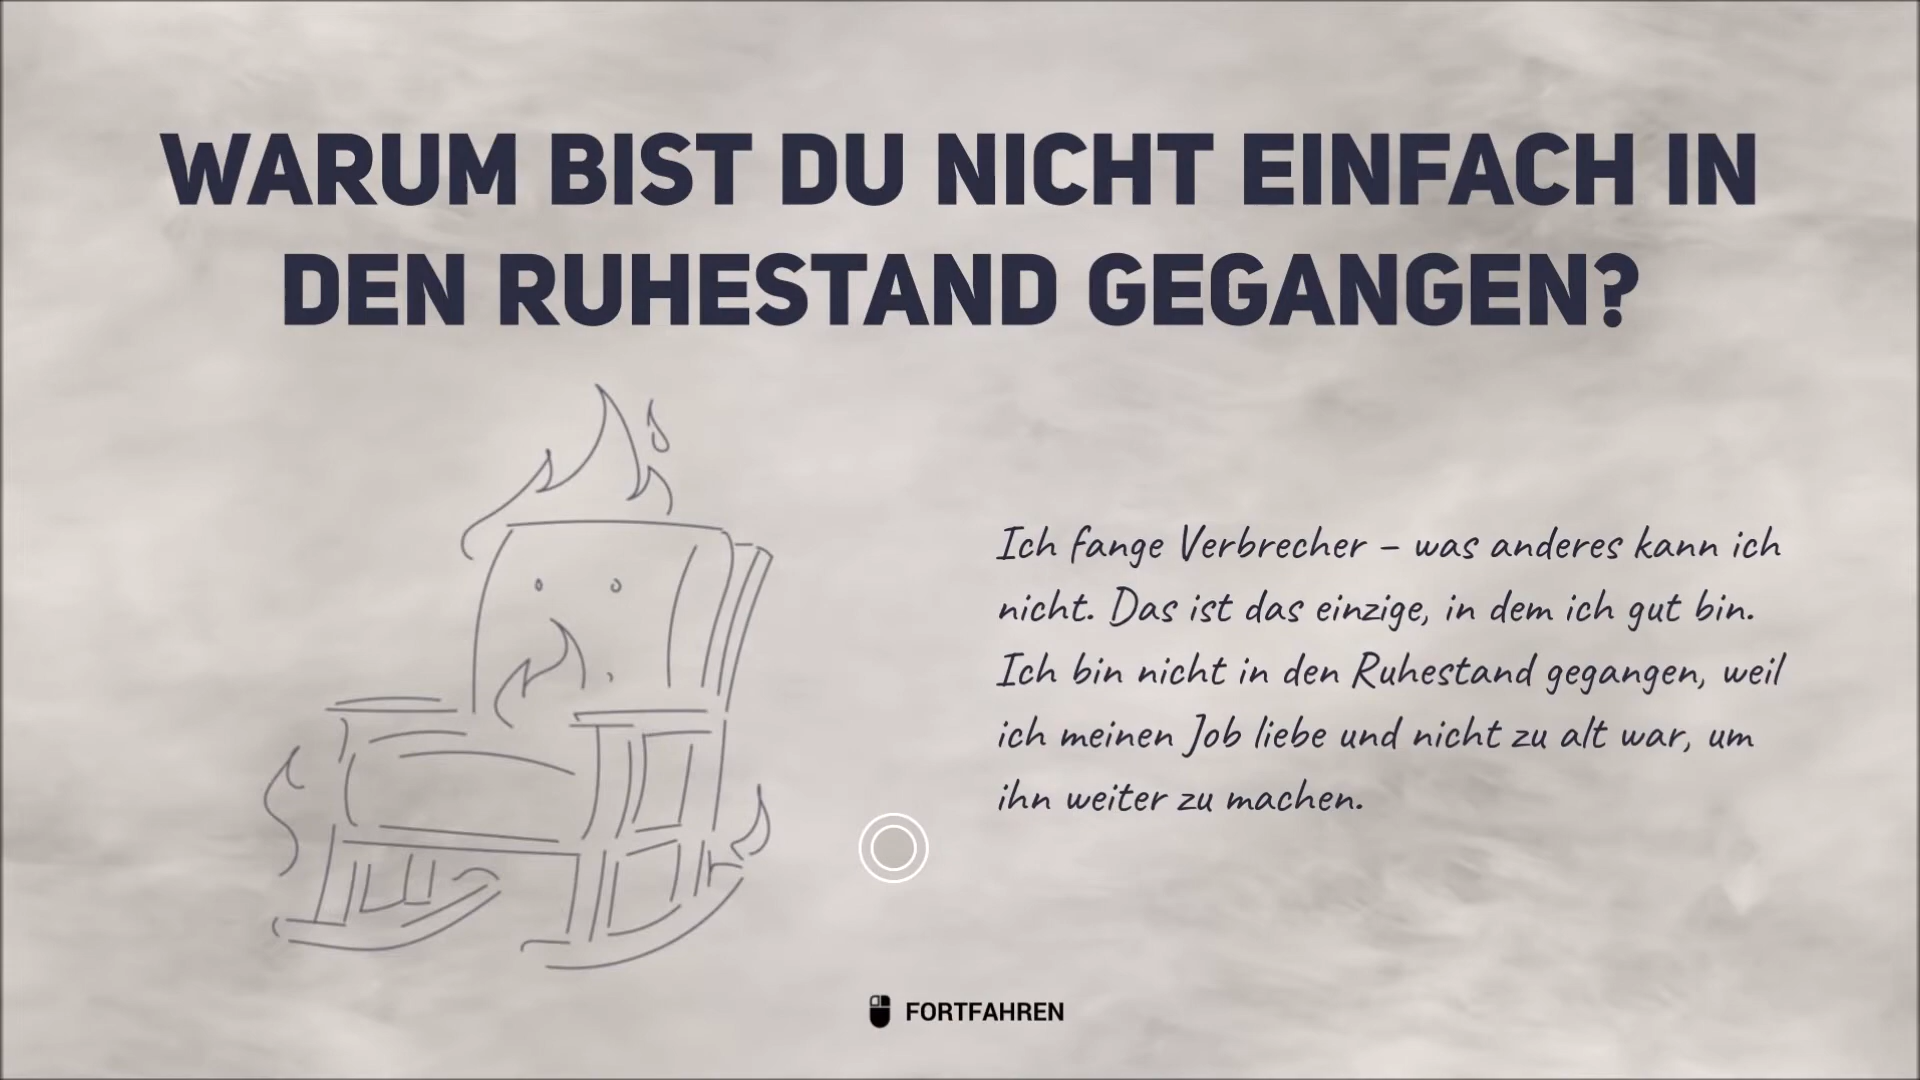 WARUM BIST DU NICHT EINFACH IN
DEN RUHESTAND GEGANGEN?
Ich fange Verbrecher – was anderes kann ich
nicht. Das ist das einzige, in dem ich gut bin.
Ich bin nicht in den Ruhestand gegangen, weil
ich meinen Job liebe und nicht zu alt war, um
ihn weiter zu machen.
FORTFAHREN